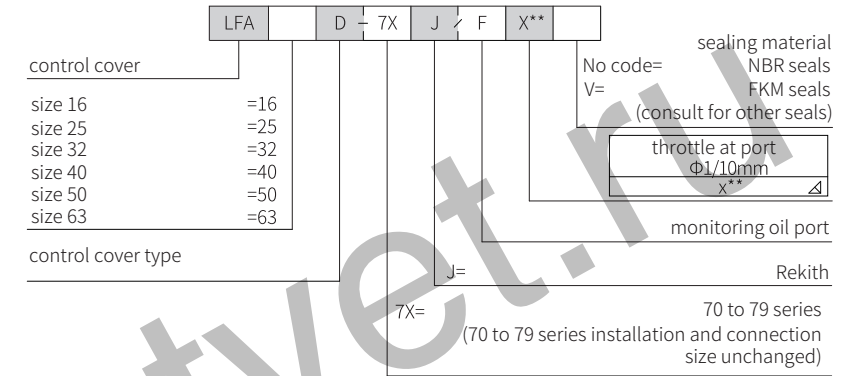 LFA D – 7X J / F X**
sealing material
control cover
No code= NBR seals
V= FKM seals
(consult for other seals)
size 16 =16
size 25 =25
size 32 =32
size 40 =40
size 50 =50
size 63 =63
throttle at port
Φ1/10mm
x**
monitoring oil port
control cover type
J= Rekith
7X= 70 to 79 series
(70 to 79 series installation and connection
size unchanged)
tvet.ru